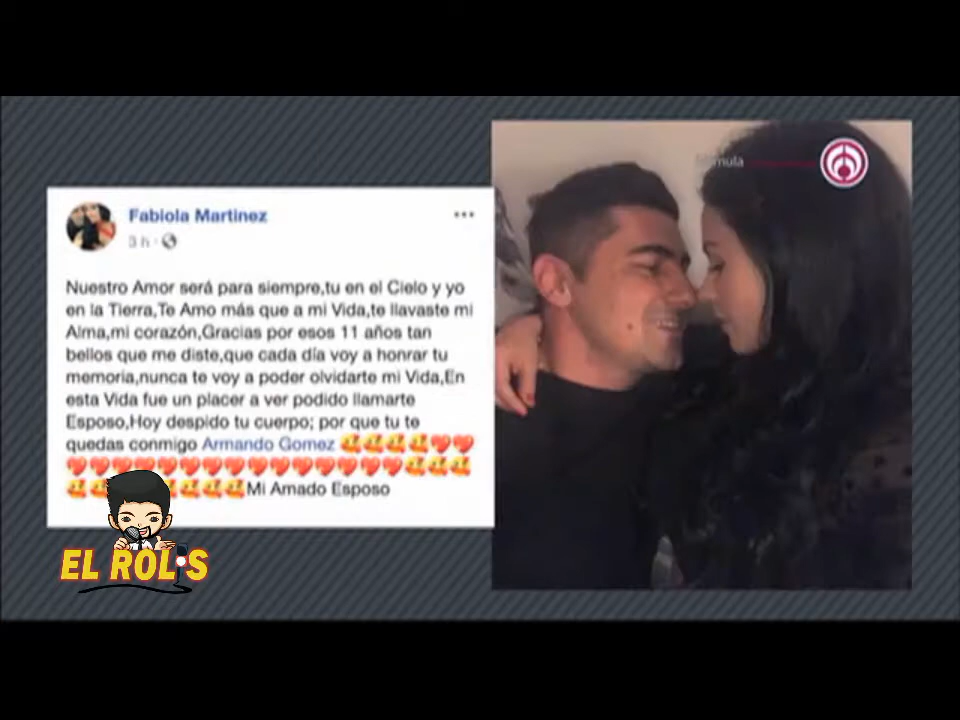 Fabiola Martinez
3 h
Nuestro Amor será para siempre,tu en el Cielo y yo
en la Tierra,Te Amo más que a mi Vida,te llavaste mi
Alma,mi corazón,Gracias por esos 11 años tan
bellos que me diste,que cada día voy a honrar tu
memoria,nunca te voy a poder olvidarte mi Vida,En
esta Vida fue un placer a ver podido llamarte
Esposo,Hoy despido tu cuerpo; por que tu te
quedas conmigo Armando Gomez 🥰🥰🥰🥰❤️❤️
❤️❤️❤️❤️❤️❤️❤️❤️❤️❤️❤️❤️❤️❤️❤️🥰🥰🥰
Mi Amado Esposo
EL ROLIS